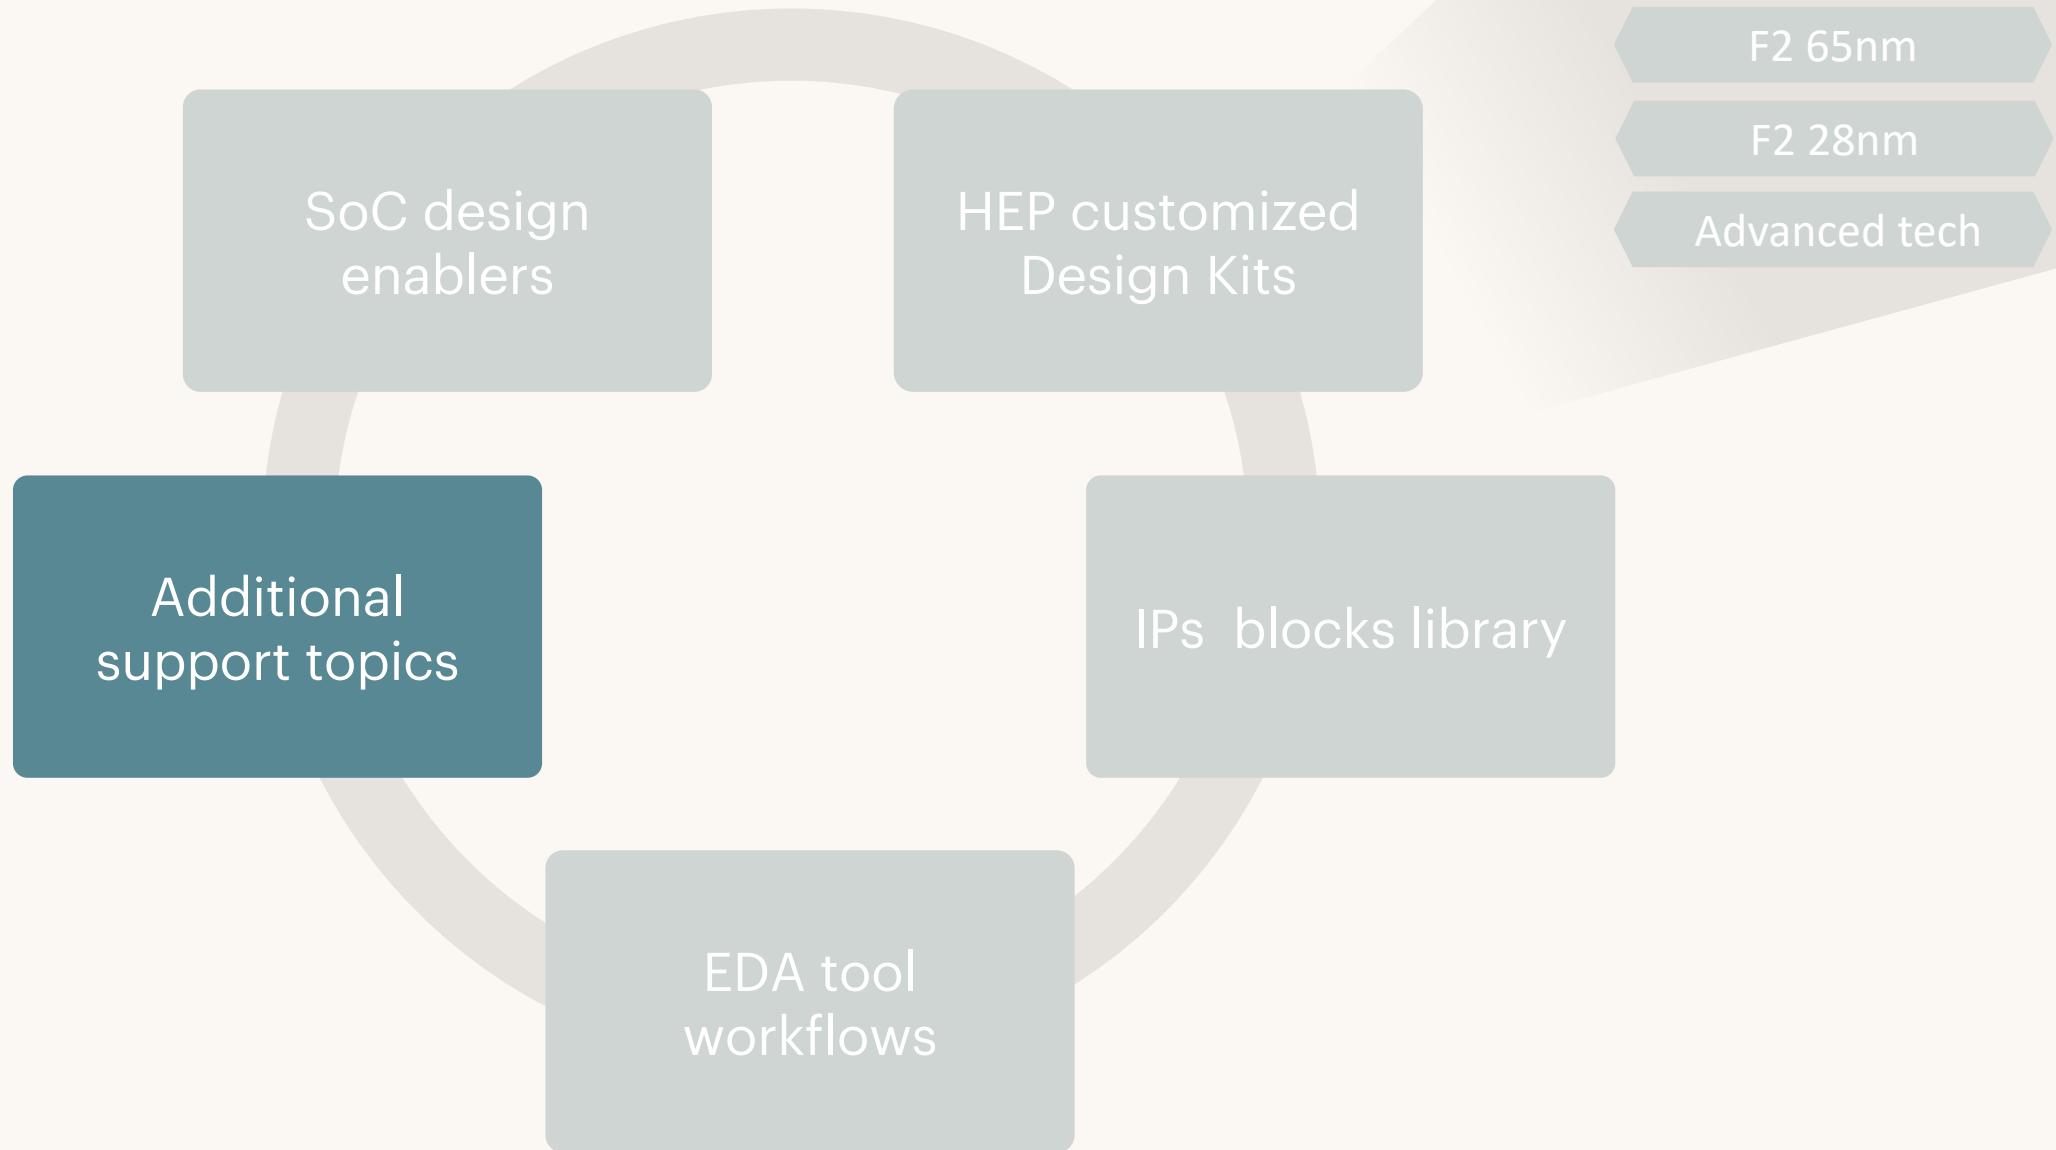 F2 65nm
F2 28nm
Advanced tech
SoC design
enablers
HEP customized
Design Kits
Additional
support topics
IPs  blocks library
EDA tool
workflows